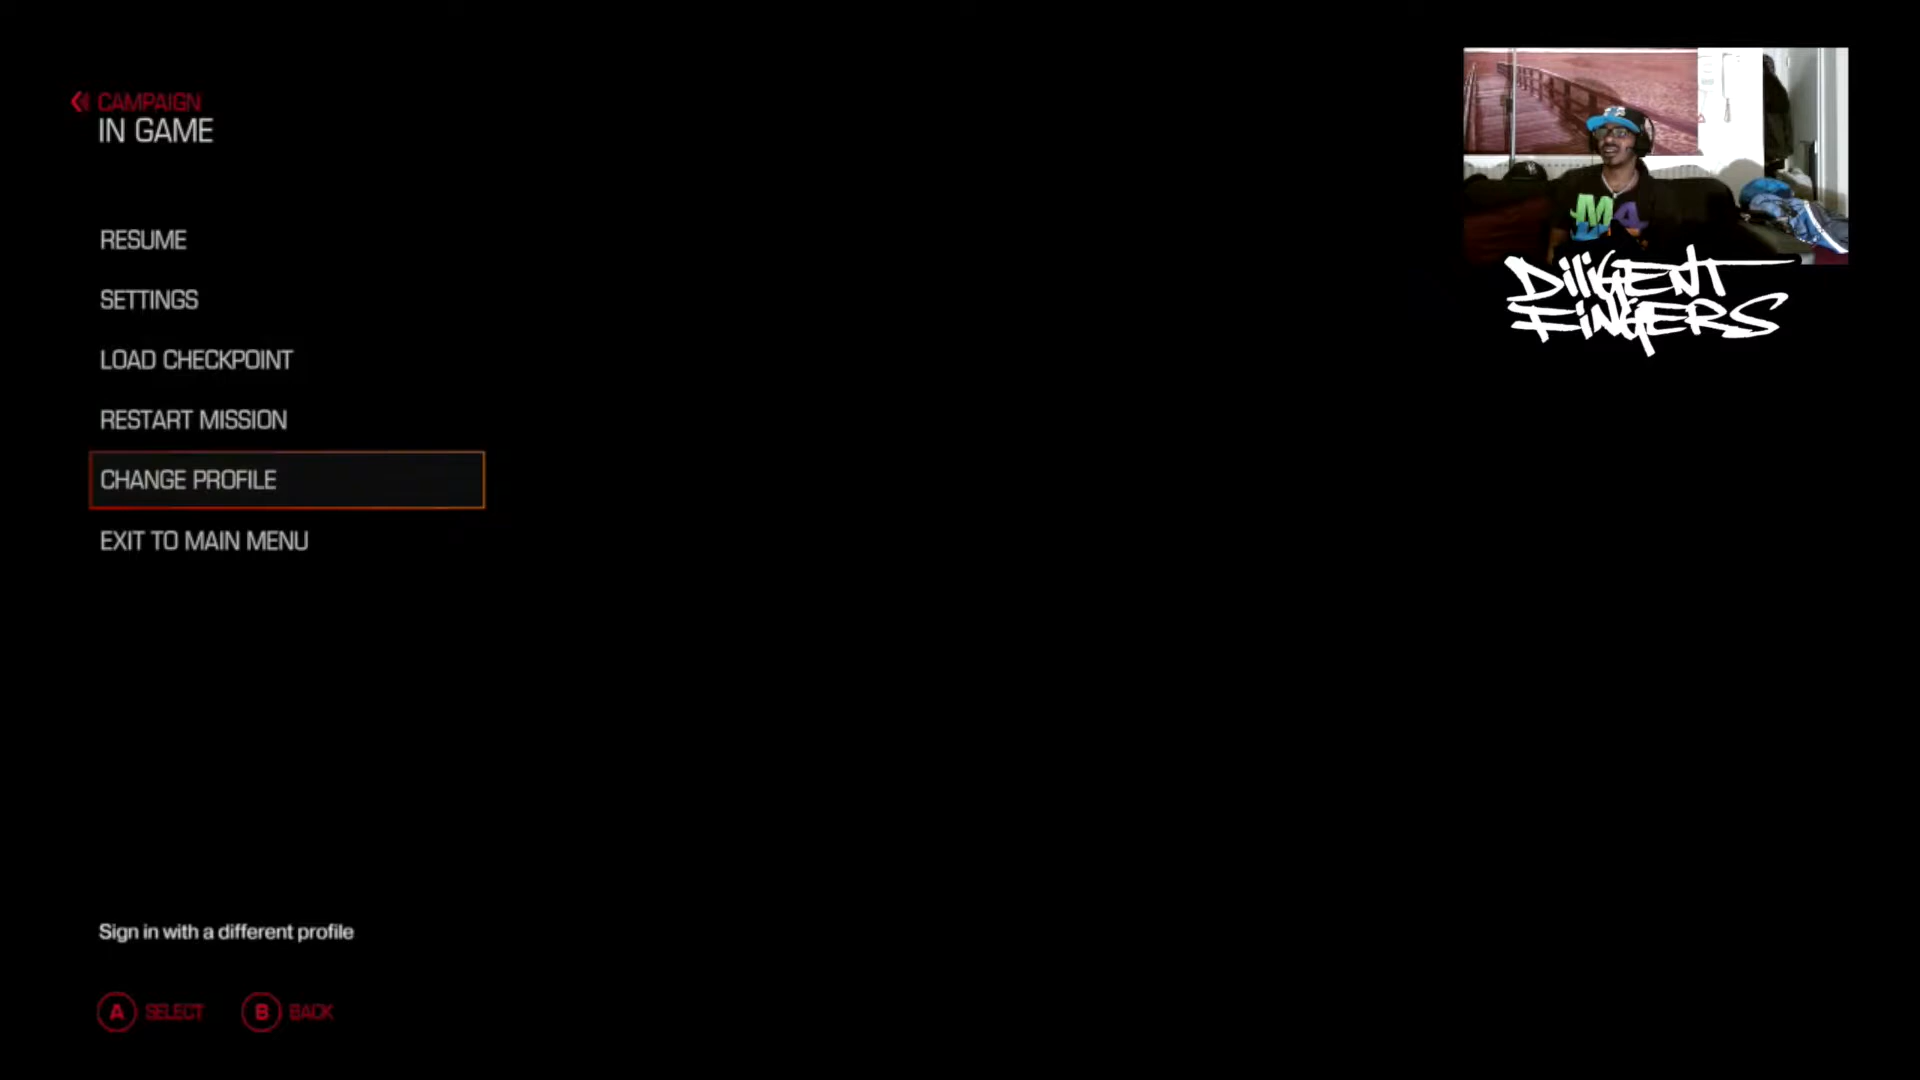 CAMPAIGN
IN GAME
RESUME
SETTINGS
LOAD CHECKPOINT
RESTART MISSION
CHANGE PROFILE
EXIT TO MAIN MENU
Sign in with a different profile
A SELECT B BACK
DiliGENT
FiNGERS